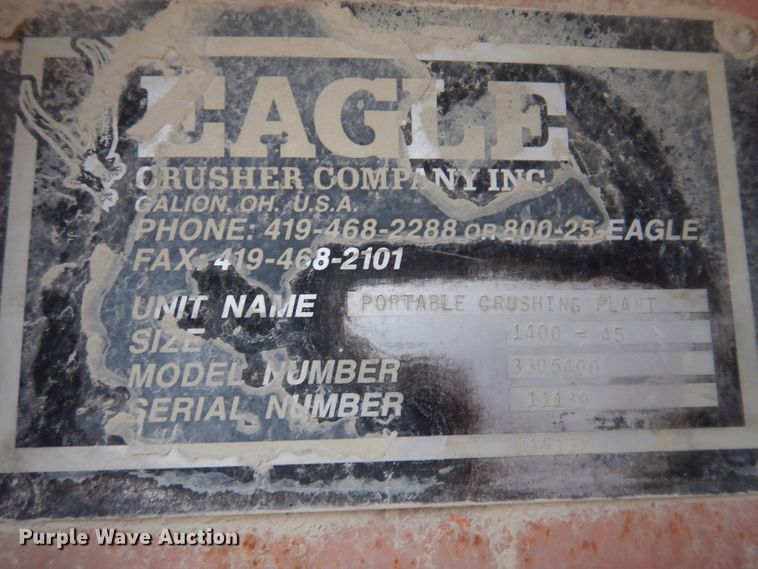 EAGLE
CRUSHER COMPANY INC.
GALION, OH. U.S.A.
PHONE: 419-468-2288 OR 800-25-EAGLE
FAX: 419-468-2101
UNIT NAME PORTABLE CRUSHING PLANT
SIZE 1400 - 45
MODEL NUMBER 33D5400
SERIAL NUMBER
Purple Wave Auction